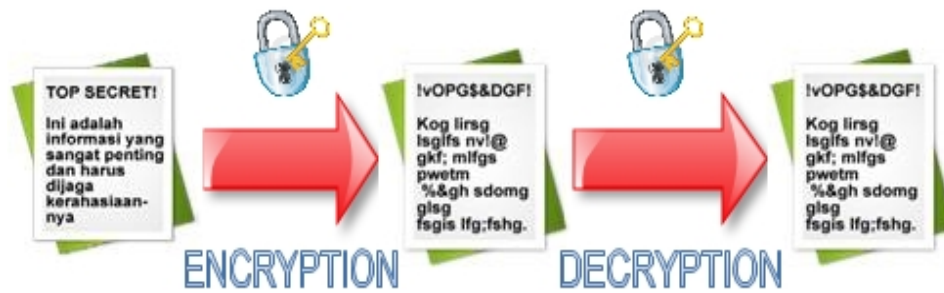 TOP SECRET!
Ini adalah
informasi yang
sangat penting
dan harus
dijaga
kerahasiaan-
nya
!vOPG$&DGF!
Kog lirsg
lsglfs nv!@
gkf; mlfgs
pwetm
%&gh sdomg
glsg
fsgis lfg;fshg.
!vOPG$&DGF!
Kog lirsg
lsglfs nv!@
gkf; mlfgs
pwetm
%&gh sdomg
glsg
fsgis lfg;fshg.
ENCRYPTION
DECRYPTION